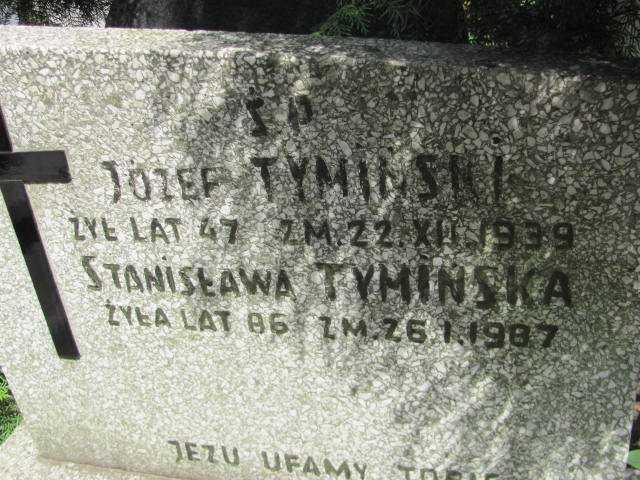 Ś P
JÓZEF TYMIŃSKI
ŻYŁ LAT 47 ZM. 22. XII. 1939
STANISŁAWA TYMIŃSKA
ŻYŁA LAT 86 ZM. 26. I. 1987
JEZU UFAMY TOBIE